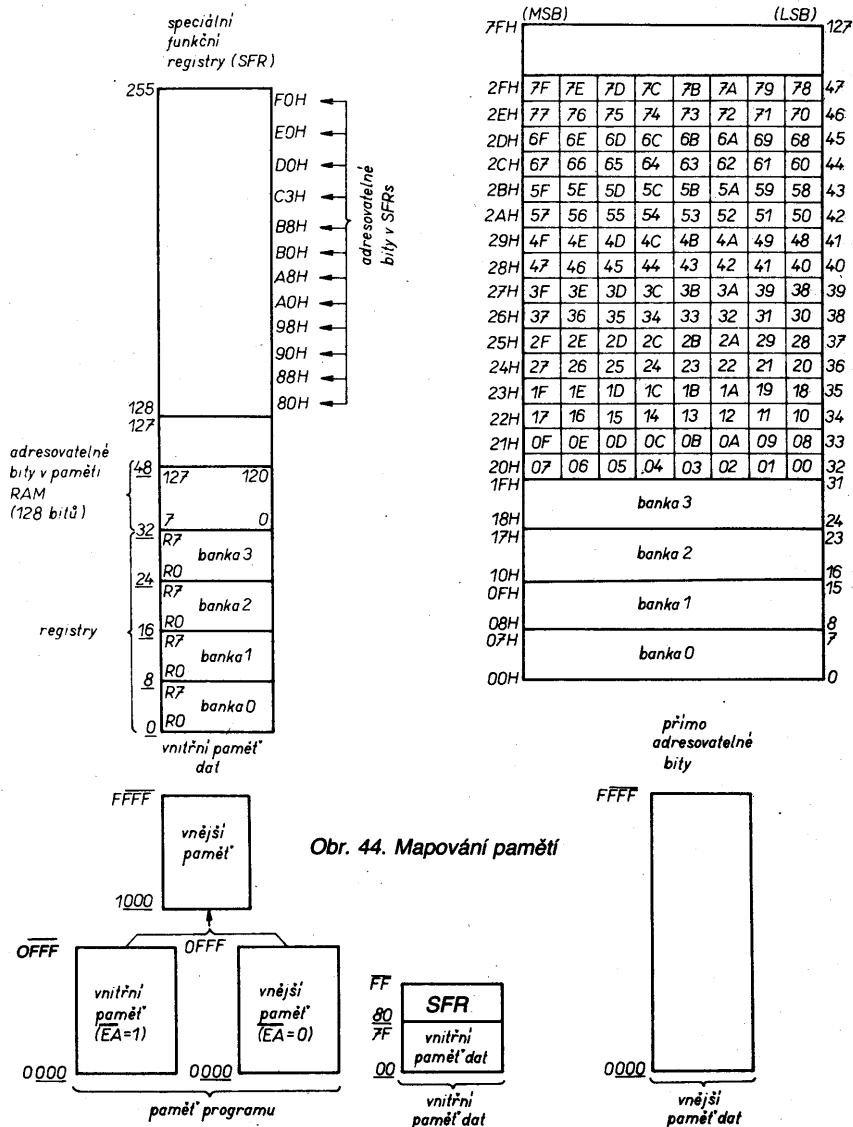 speciální
funkční
registry (SFR)
255
F0H
E0H
D0H
C3H
B8H
B0H
A8H
A0H
98H
90H
88H
80H
adresovatelné
bity v SFRs
128
127
adresovatelné
bity v paměti
RAM
(128 bitů)
48
127 120
7 0
32
R7
banka 3
R0
24
R7
banka 2
R0
registry
16
R7
banka 1
R0
8
R7
banka 0
R0
0
vnitřní paměť
dat
(MSB) (LSB)
7FH 127
2FH 7F 7E 7D 7C 7B 7A 79 78 47
2EH 77 76 75 74 73 72 71 70 46
2DH 6F 6E 6D 6C 6B 6A 69 68 45
2CH 67 66 65 64 63 62 61 60 44
2BH 5F 5E 5D 5C 5B 5A 59 58 43
2AH 57 56 55 54 53 52 51 50 42
29H 4F 4E 4D 4C 4B 4A 49 48 41
28H 47 46 45 44 43 42 41 40 40
27H 3F 3E 3D 3C 3B 3A 39 38 39
26H 37 36 35 34 33 32 31 30 38
25H 2F 2E 2D 2C 2B 2A 29 28 37
24H 27 26 25 24 23 22 21 20 36
23H 1F 1E 1D 1C 1B 1A 19 18 35
22H 17 16 15 14 13 12 11 10 34
21H 0F 0E 0D 0C 0B 0A 09 08 33
20H 07 06 05 04 03 02 01 00 32
1FH 31
banka 3
18H 24
17H 23
banka 2
10H 16
0FH 15
banka 1
08H 8
07H 7
banka 0
00H 0
přímo
adresovatelné
bity
FFFF
vnější
paměť
1000
Obr. 44. Mapování pamětí
0FFF
0FFF
vnitřní
paměť
(EA=1)
0000
vnější
paměť
(EA=0)
0000
paměť programu
FF
SFR
80
7F
vnitřní
paměť dat
00
vnitřní
paměť dat
FFFF
0000
vnější
paměť dat